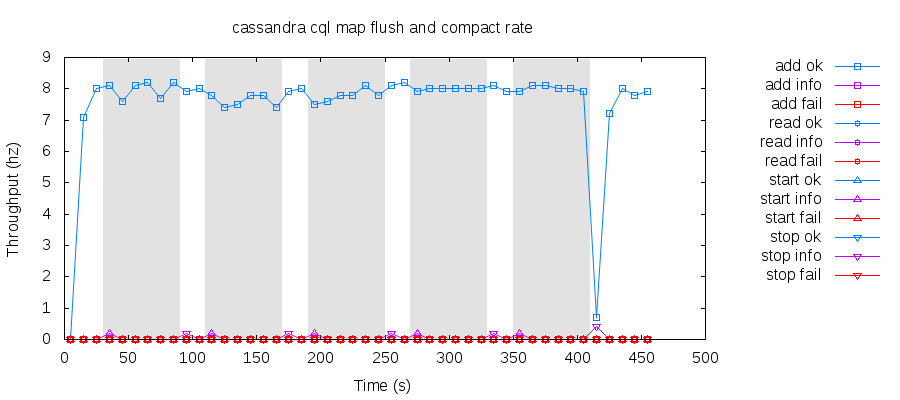 cassandra cql map flush and compact rate
Throughput (hz)
9
8
7
6
5
4
3
2
1
0
0 50 100 150 200 250 300 350 400 450 500
Time (s)
add ok
add info
add fail
read ok
read info
read fail
start ok
start info
start fail
stop ok
stop info
stop fail